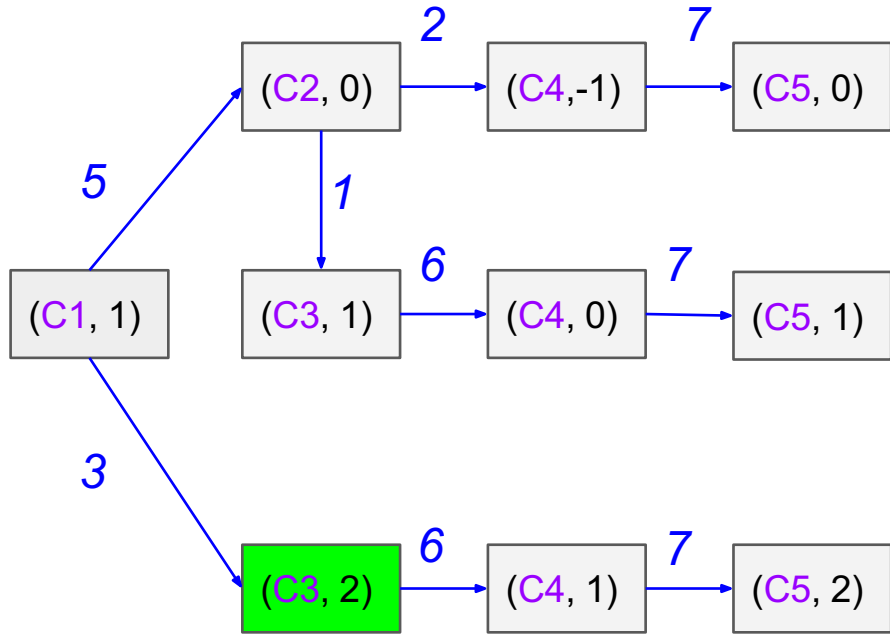 2 7
(C2, 0) (C4,-1) (C5, 0)
5 1
6 7
(C1, 1) (C3, 1) (C4, 0) (C5, 1)
3
6 7
(C3, 2) (C4, 1) (C5, 2)